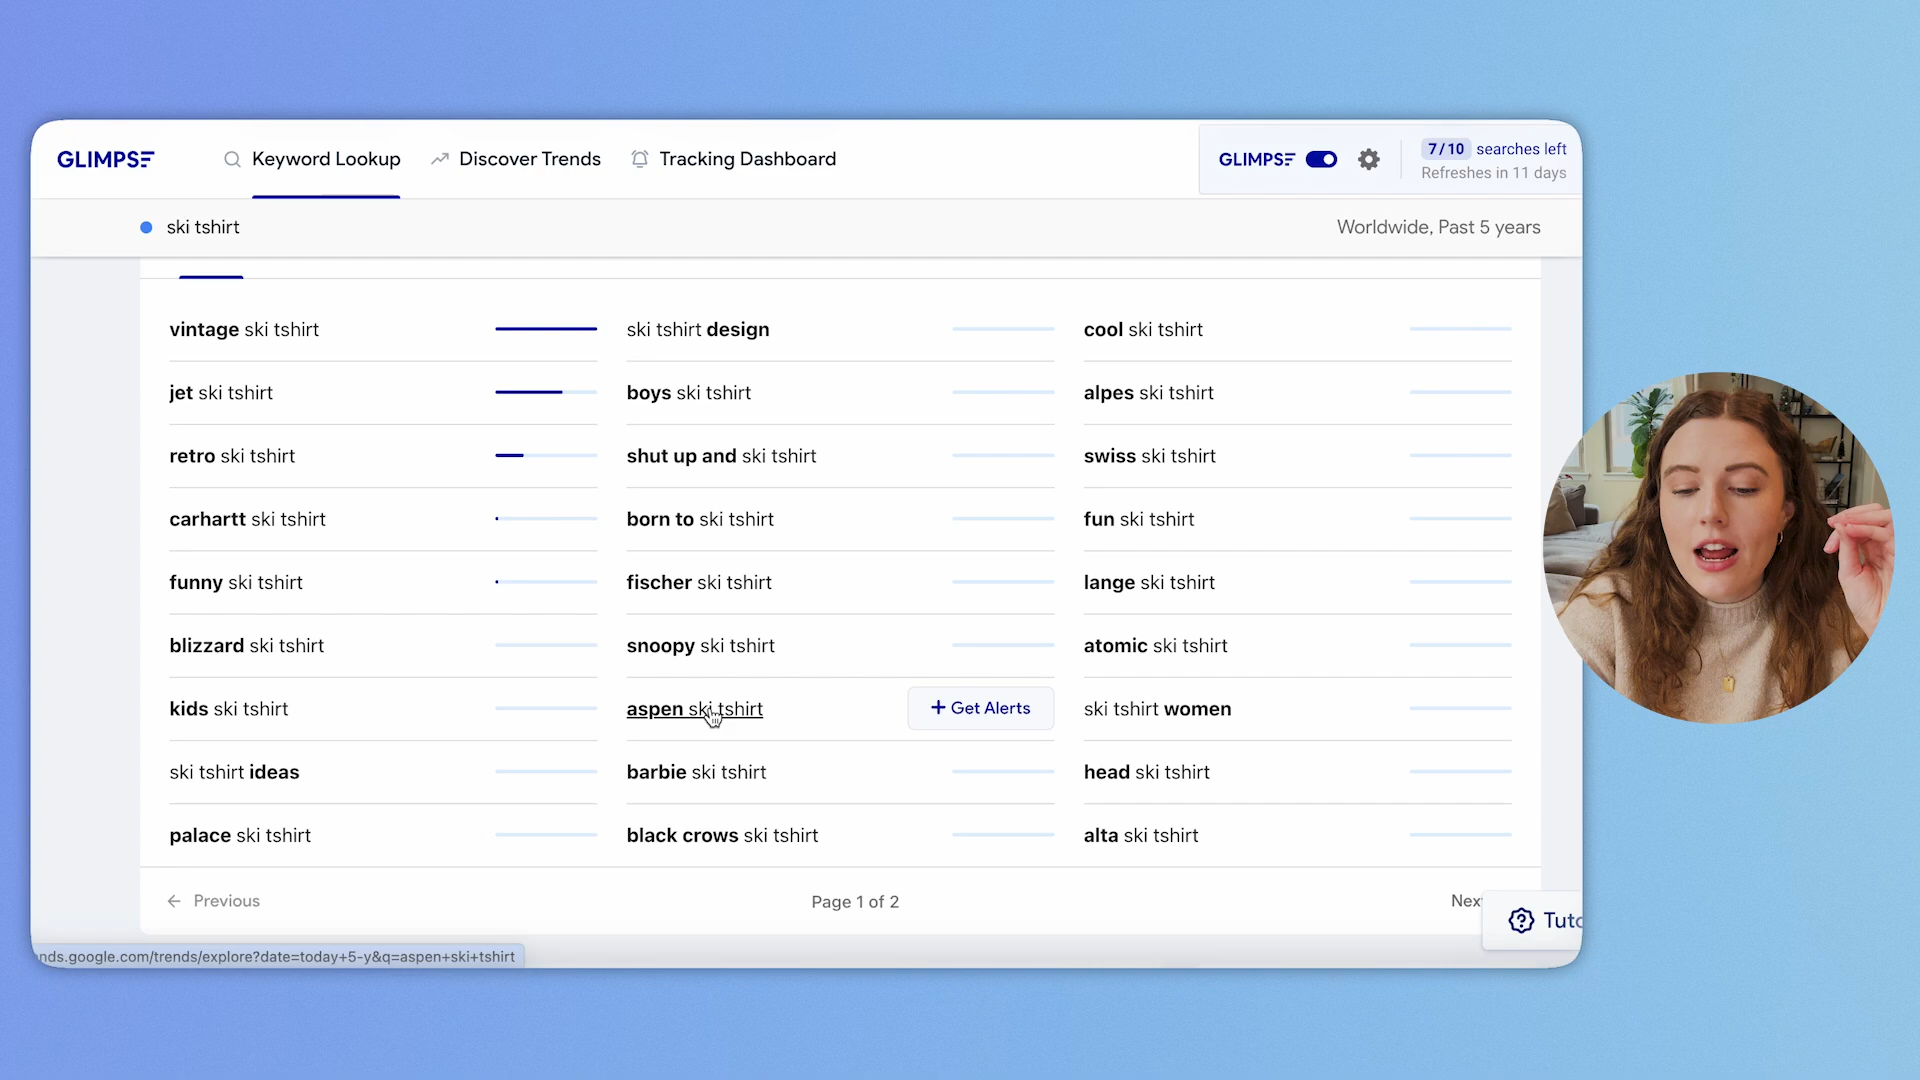 GLIMPSE
Keyword Lookup
Discover Trends
Tracking Dashboard
GLIMPSE
7/10 searches left
Refreshes in 11 days
ski tshirt
Worldwide, Past 5 years
vintage ski tshirt
ski tshirt design
cool ski tshirt
jet ski tshirt
boys ski tshirt
alpes ski tshirt
retro ski tshirt
shut up and ski tshirt
swiss ski tshirt
carhartt ski tshirt
born to ski tshirt
fun ski tshirt
funny ski tshirt
fischer ski tshirt
lange ski tshirt
blizzard ski tshirt
snoopy ski tshirt
atomic ski tshirt
kids ski tshirt
aspen ski tshirt
+ Get Alerts
ski tshirt women
ski tshirt ideas
barbie ski tshirt
head ski tshirt
palace ski tshirt
black crows ski tshirt
alta ski tshirt
← Previous
Page 1 of 2
Nex
Tuto
nds.google.com/trends/explore?date=today+5-y&q=aspen+ski+tshirt